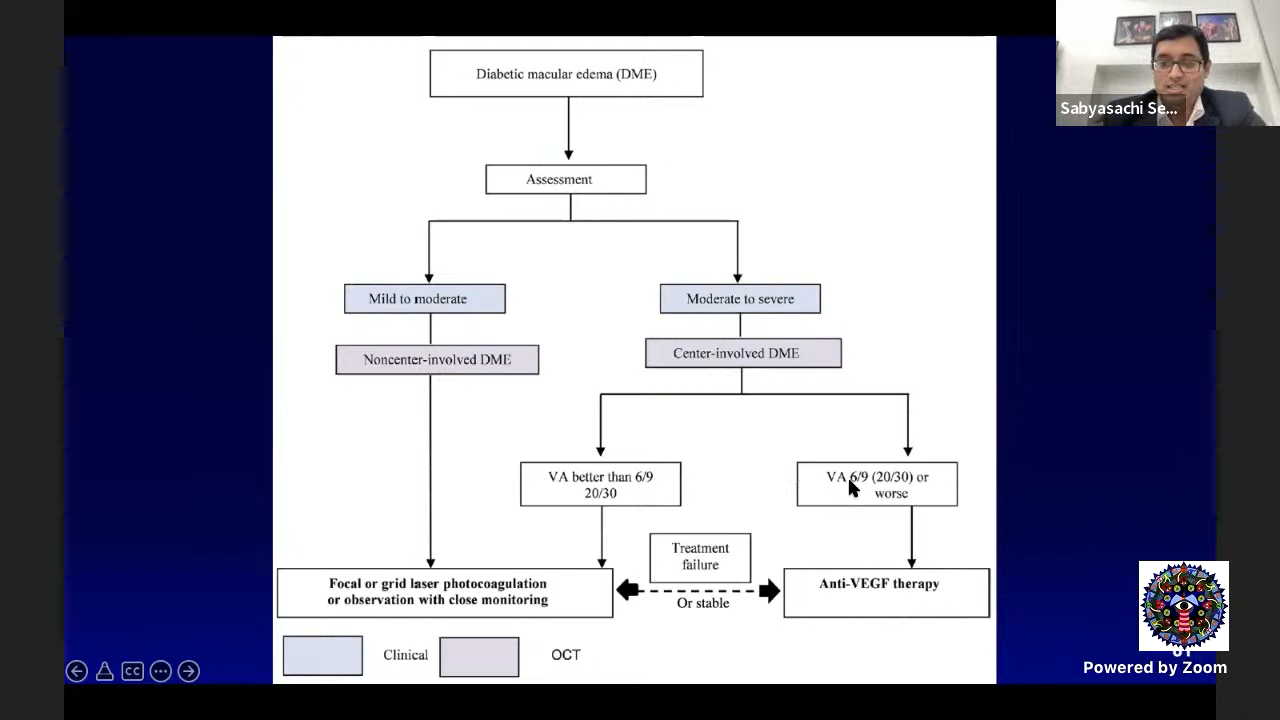 Sabyasachi Se...
Diabetic macular edema (DME)
Assessment
Mild to moderate
Moderate to severe
Noncenter-involved DME
Center-involved DME
VA better than 6/9
20/30
VA 6/9 (20/30) or
worse
Treatment
failure
Focal or grid laser photocoagulation
or observation with close monitoring
Or stable
Anti-VEGF therapy
Clinical
OCT
CC
Powered by Zoom